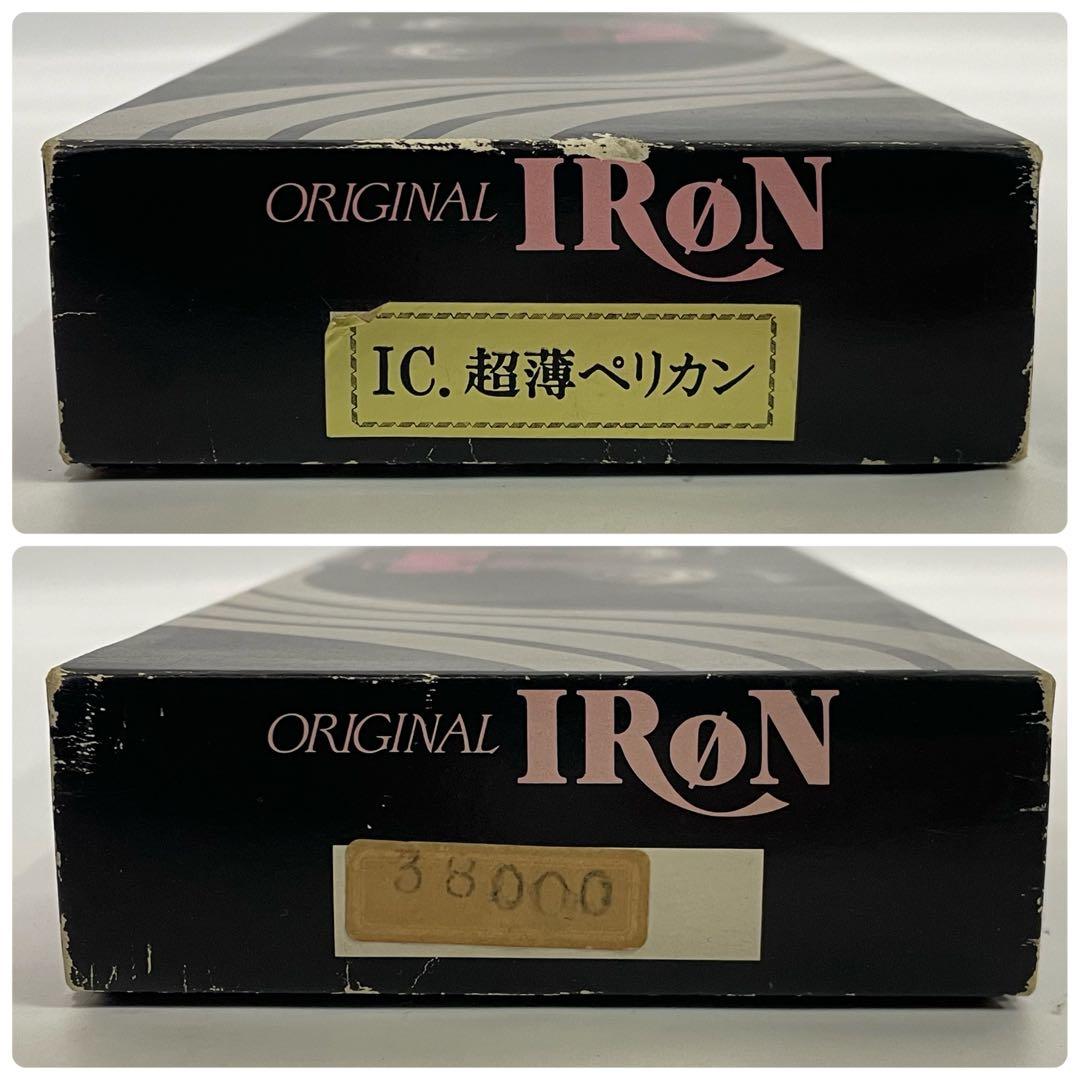 ORIGINAL IRøN
IC. 超薄ペリカン
ORIGINAL IRøN
38000